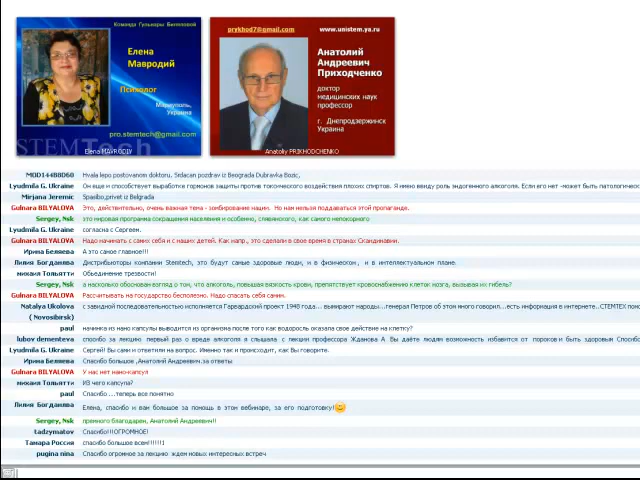 Команда Гульнары Биляловой
Елена
Мавродий
Психолог
Мариуполь,
Украина
pro.stemtech@gmail.com
STEMTech
Elena MAVRODIY
prykhod7@gmail.com
www.unistem.ya.ru
Анатолий
Андреевич
Приходченко
доктор
медицинских наук
профессор
г. Днепродзержинск
Украина
Anatoliy PRIKHODCHENKO
MOD14488D60 Hvala lepo postovanom doktoru. Srdacan pozdrav iz Beograda Dubravka Bozic,
Lyudmila G. Ukraine Он еще и способствует выработке гормонов защиты против токсического воздействия плохих спиртов. Я имею ввиду роль эндогенного алкоголя. Если его нет -может быть патологическо
Mirjana Jeremic Spasibo,privet iz Belgrada
Gulnara BILYALOVA Это, действительно, очень важная тема - зомбирование нации. Но нам нельзя поддаваться этой пропаганде.
Sergey, Nsk это мировая программа сокращения населения и особенно, славянского, как самого непокорного
Lyudmila G. Ukraine согласна с Сергеем.
Gulnara BILYALOVA Надо начинать с самих себя и с наших детей. Как напр., это сделали в свое время в странах Скандинавии.
Ирина Беляева А это самое главное!!!
Лилия Богданова Дистрибьюторы компании Stemtech, это будут самые здоровые люди, и в физическом, и в интеллектуальном плане.
михаил Тольятти Обьединение трезвости!
Sergey, Nsk а насколько обоснован взгляд о том, что алкоголь, повышая вязкость крови, препятствует кровоснабжению клеток мозга, вызывая их гибель?
Gulnara BILYALOVA Рассчитывать на государство бесполезно. Надо спасать себя самим.
Natalya Ukolova с завидной последовательностью исполняется Гарвардский проект 1948 года... вымирают народы...генерал Петров об этом много говорил...есть информация в интернете..СТЕМТЕХ помо
( Novosibirsk)
paul начинка из нано капсулы выводится из организма после того как водоросль оказала свое действие на клетку?
lubov dementeva спасибо за лекцию первый раз о вреде алкоголя я слышала с лекции профессора Жданова А Вы даёте людям возможность избавится от пороков и быть здоровым Спасибо
Lyudmila G. Ukraine Сергей! Вы сами и ответили на вопрос. Именно так и происходит, как Вы говорите.
Ирина Беляева Спасибо большое ,Анатолий Андреевич.за ответы
Gulnara BILYALOVA У нас нет нано-капсул
михаил Тольятти ИЗ чего капсула?
paul Спасибо ...теперь все понятно
Лилия Богданова Елена, спасибо и вам большое за помощь в этом вебинаре, за его подготовку!
Sergey, Nsk премного благодарен, Анатолий Андреевич!!
tadzymatov Спасибо!!!ОГРОМНОЕ!
Тамара Россия спасибо большое всем!!!!!!1
pugina nina Спасибо огромное за лекцию ждем новых интересных встреч